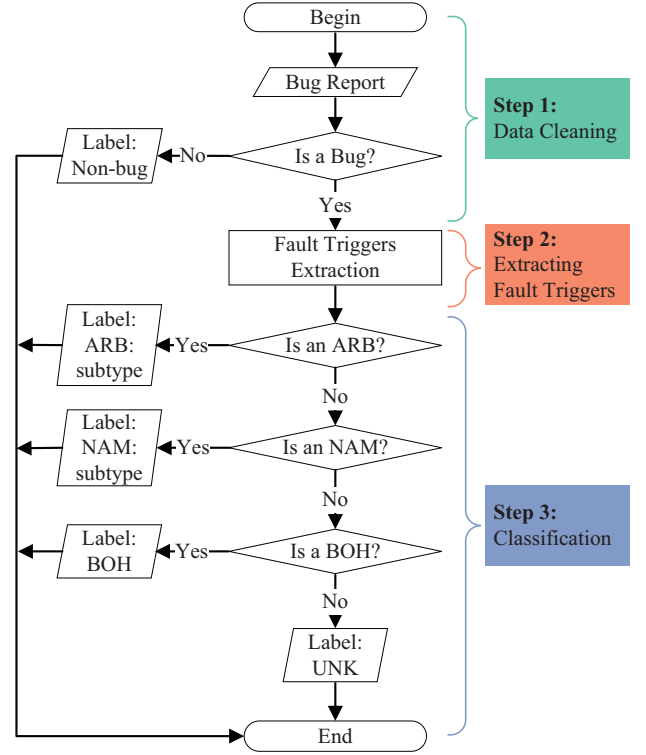 Begin
Bug Report
Step 1:
Data Cleaning
Label:
Non-bug
No
Is a Bug?
Yes
Fault Triggers
Extraction
Step 2:
Extracting
Fault Triggers
Label:
ARB:
subtype
Yes
Is an ARB?
No
Label:
NAM:
subtype
Yes
Is an NAM?
No
Step 3:
Classification
Label:
BOH
Yes
Is a BOH?
No
Label:
UNK
End